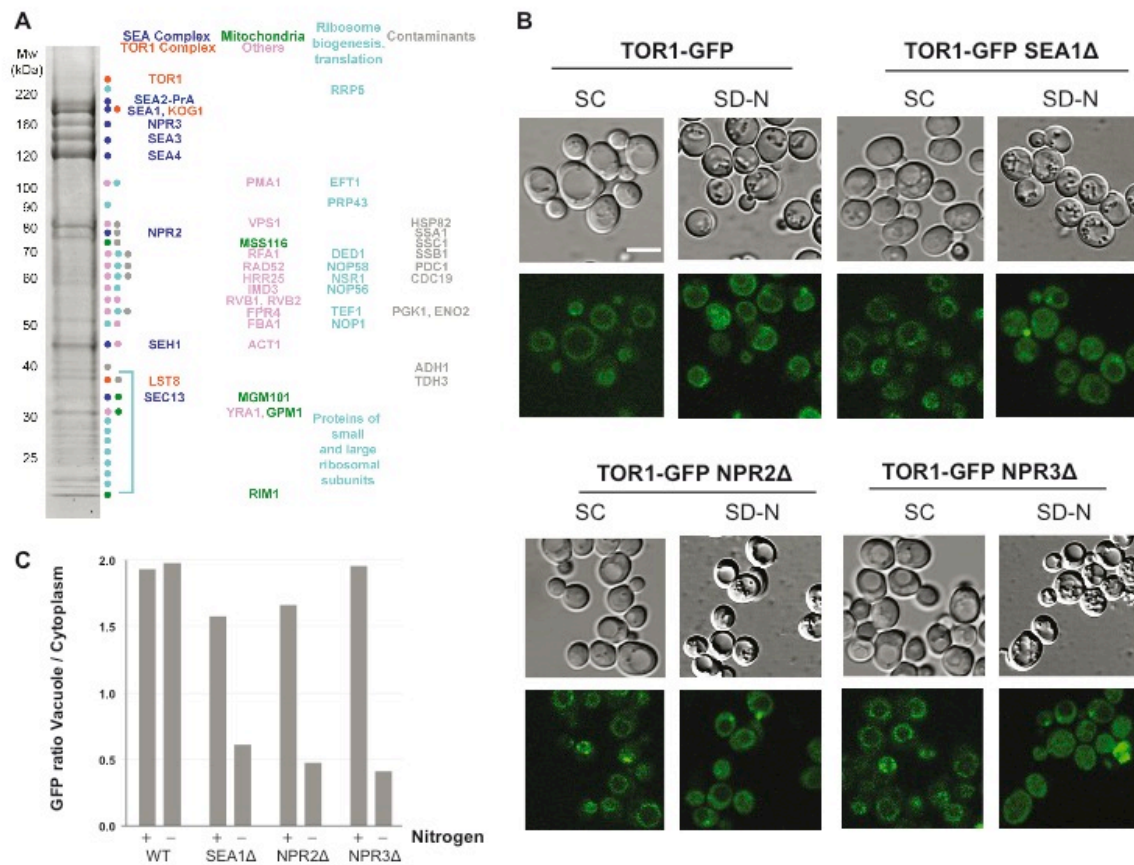 A
Mw
(kDa)
220
160
120
100
90
80
70
60
50
40
30
25
SEA Complex
TOR1 Complex
Mitochondria
Others
Ribosome
biogenesis,
translation
Contaminants
TOR1
RRP5
SEA2-PrA
SEA1, KOG1
NPR3
SEA3
SEA4
PMA1 EFT1
PRP43
VPS1 HSP82
NPR2 SSA1
MSS116 SSC1
RFA1 DED1 SSB1
RAD52 NOP58 PDC1
HRR25 NSR1 CDC19
IMD3 NOP56
RVB1, RVB2
FPR4 TEF1 PGK1, ENO2
FBA1 NOP1
SEH1 ACT1
ADH1
LST8 TDH3
SEC13 MGM101
YRA1, GPM1
Proteins of
small
and large
ribosomal
subunits
RIM1
B
TOR1-GFP TOR1-GFP SEA1Δ
SC SD-N SC SD-N
TOR1-GFP NPR2Δ TOR1-GFP NPR3Δ
SC SD-N SC SD-N
C
GFP ratio Vacuole / Cytoplasm
2.0
1.5
1.0
0.5
0.0
+ − + − + − + − Nitrogen
WT SEA1Δ NPR2Δ NPR3Δ